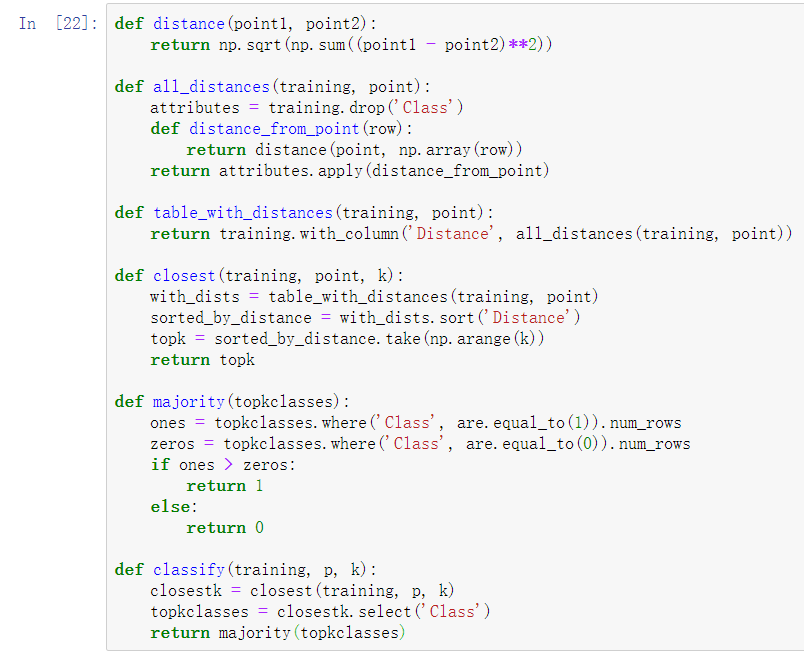 In [22]: def distance(point1, point2):
    return np.sqrt(np.sum((point1 - point2)**2))

def all_distances(training, point):
    attributes = training.drop('Class')
    def distance_from_point(row):
        return distance(point, np.array(row))
    return attributes.apply(distance_from_point)

def table_with_distances(training, point):
    return training.with_column('Distance', all_distances(training, point))

def closest(training, point, k):
    with_dists = table_with_distances(training, point)
    sorted_by_distance = with_dists.sort('Distance')
    topk = sorted_by_distance.take(np.arange(k))
    return topk

def majority(topkclasses):
    ones = topkclasses.where('Class', are.equal_to(1)).num_rows
    zeros = topkclasses.where('Class', are.equal_to(0)).num_rows
    if ones > zeros:
        return 1
    else:
        return 0

def classify(training, p, k):
    closestk = closest(training, p, k)
    topkclasses = closestk.select('Class')
    return majority(topkclasses)